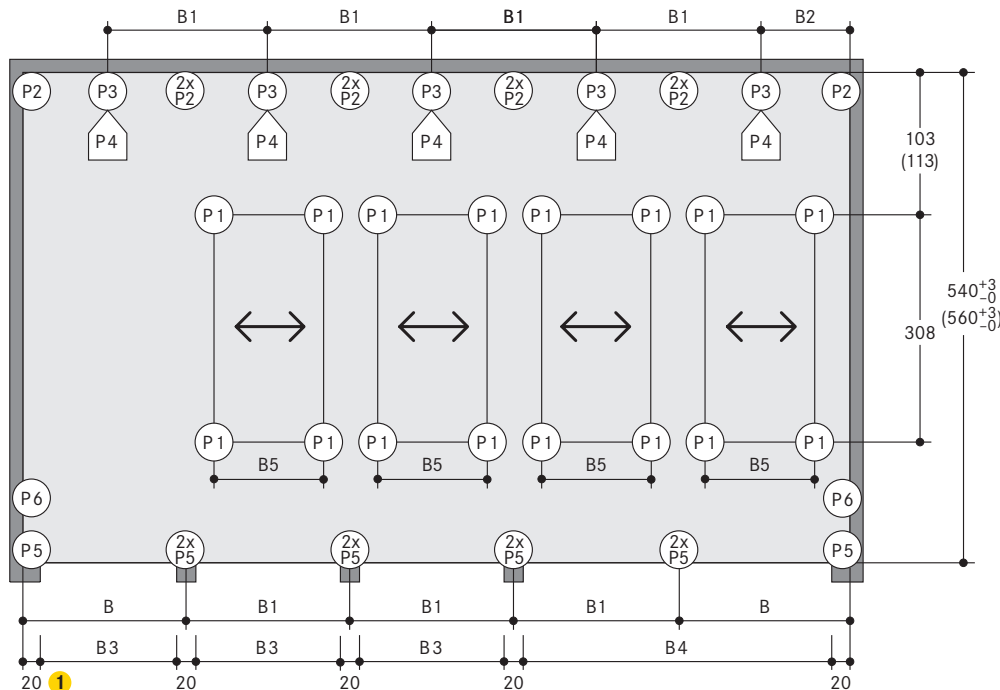 B1 B1 B1 B1 B2
P2 P3 2x P2 P3 2x P2 P3 2x P2 P3 2x P2 P3 P2
P4 P4 P4 P4 P4
103
(113)
P1 P1 P1 P1 P1 P1 P1 P1
540+3-0
(560+3-0)
308
P1 P1 P1 P1 P1 P1 P1 P1
B5 B5 B5 B5
P6 P6
P5 2x P5 2x P5 2x P5 2x P5 P5
B B1 B1 B1 B
B3 B3 B3 B4
20 1 20 20 20 20